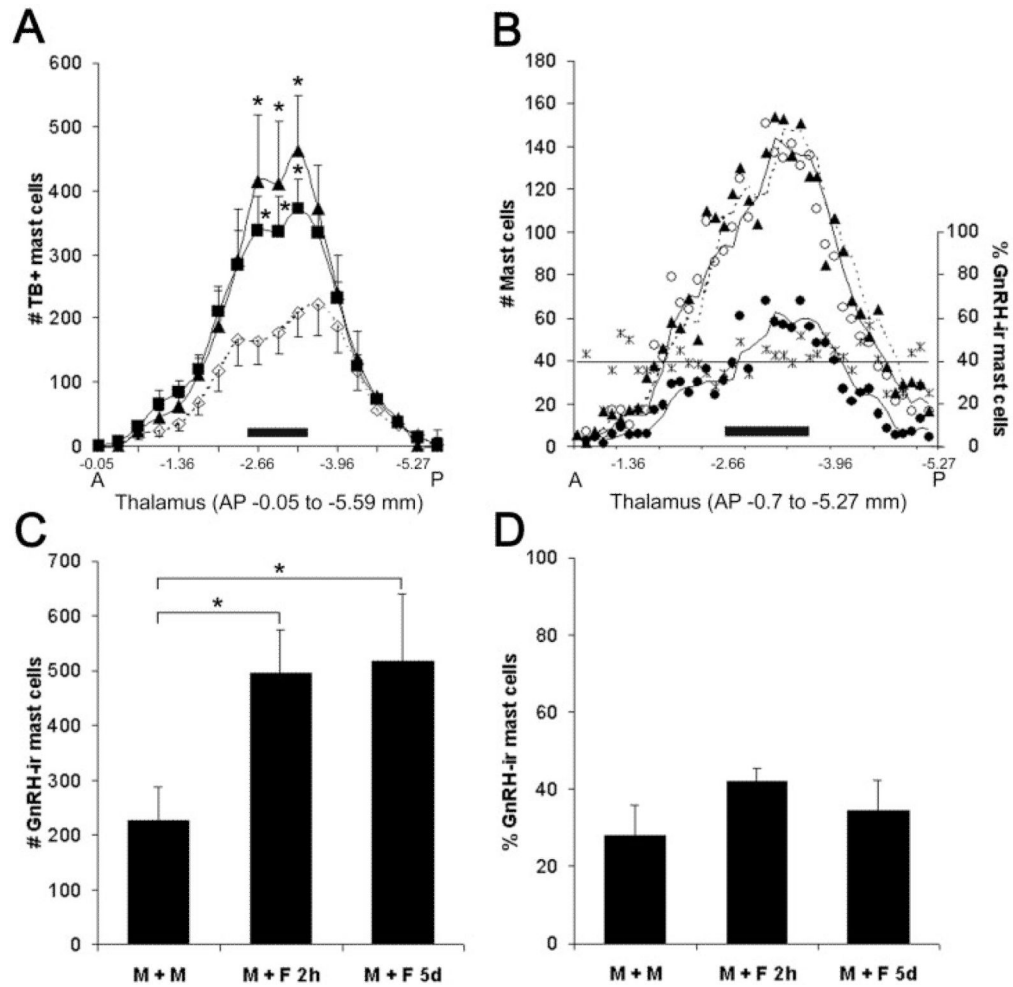 A
# TB+ mast cells
600
500
400
300
200
100
0
* * *
*
* *
-0.05 -1.36 -2.66 -3.96 -5.27
A P
Thalamus (AP -0.05 to -5.59 mm)
B
# Mast cells
180
160
140
120
100
80
60
40
20
0
100
80
60
40
20
0
% GnRH-ir mast cells
-1.36 -2.66 -3.96 -5.27
A P
Thalamus (AP -0.7 to -5.27 mm)
C
# GnRH-ir mast cells
700
600
500
400
300
200
100
0
*
*
M + M M + F 2h M + F 5d
D
% GnRH-ir mast cells
100
80
60
40
20
0
M + M M + F 2h M + F 5d